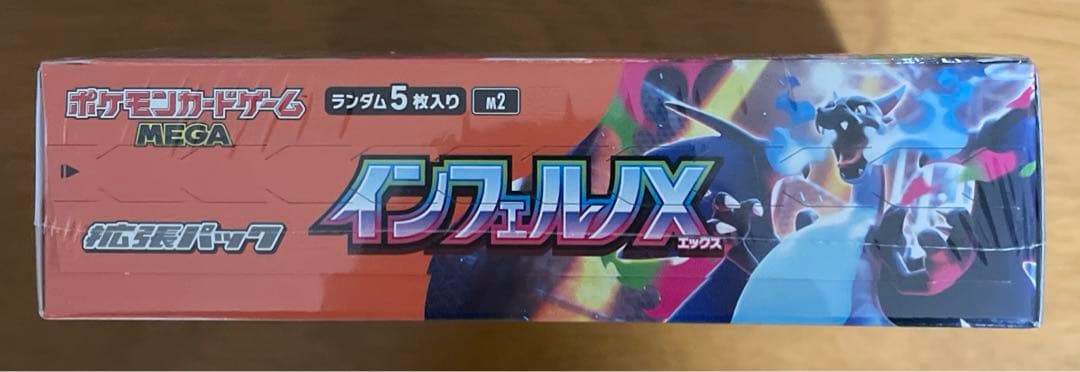 ポケモンカードゲーム
MEGA
ランダム5枚入り
M2
インフェルノX
エックス
拡張パック